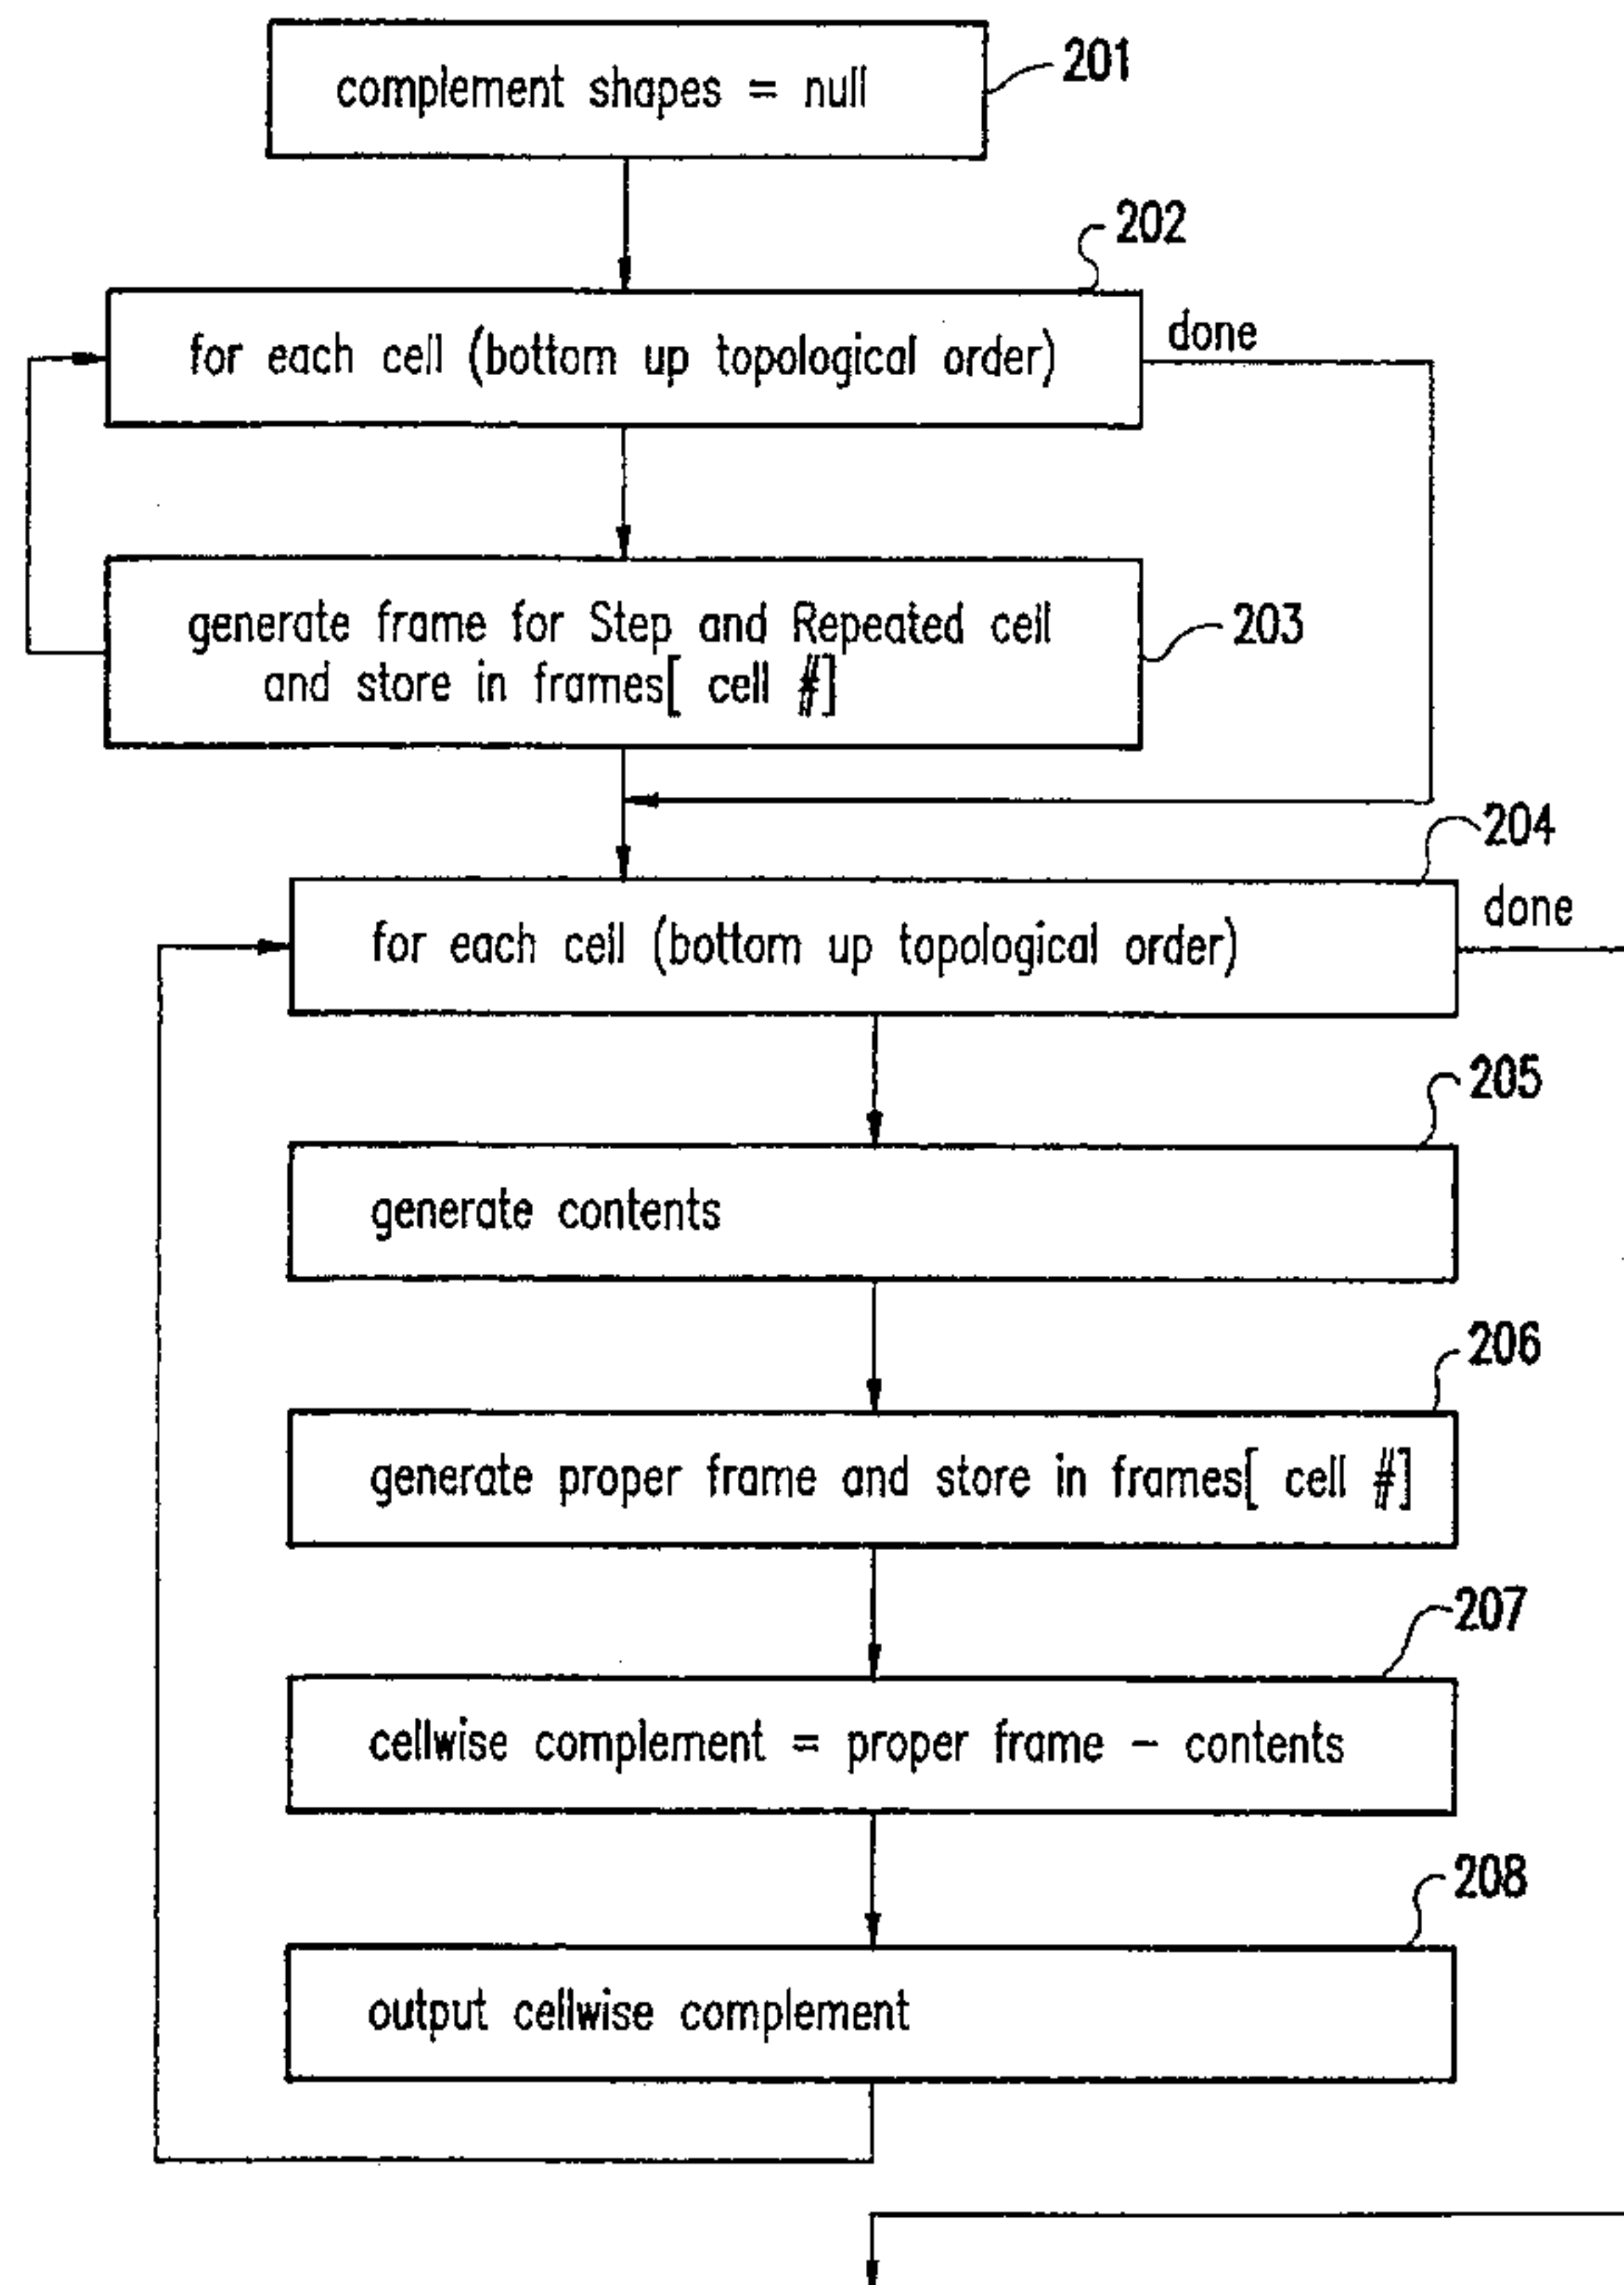 complement shapes = null
201
202
for each cell (bottom up topological order)
done
generate frame for Step and Repeated cell
and store in frames[ cell #]
203
204
for each cell (bottom up topological order)
done
205
generate contents
206
generate proper frame and store in frames[ cell #]
207
cellwise complement = proper frame - contents
208
output cellwise complement